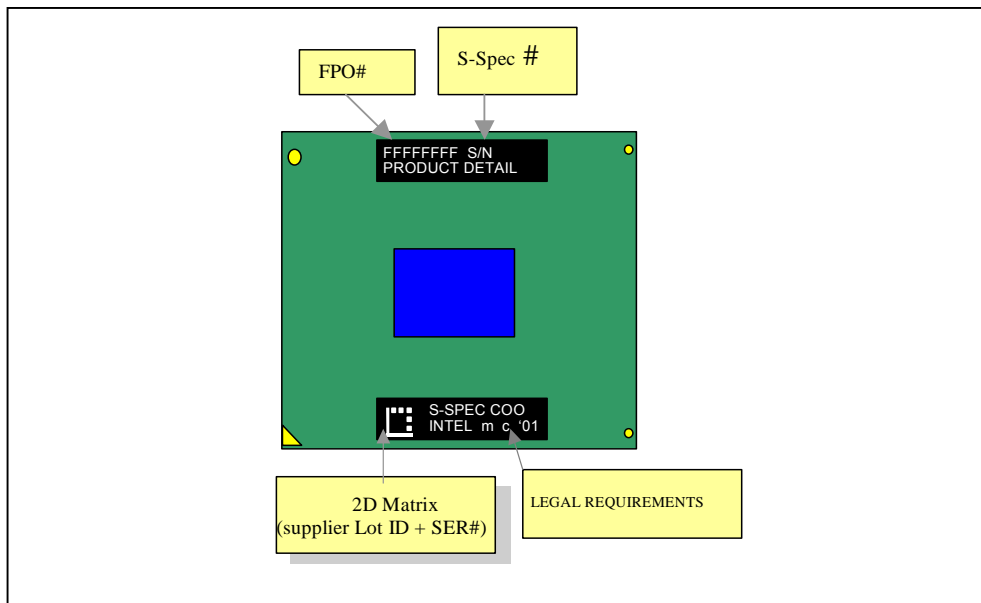 FPO#
S-Spec #
FFFFFFFF S/N
PRODUCT DETAIL
S-SPEC COO
INTEL m c '01
2D Matrix
(supplier Lot ID + SER#)
LEGAL REQUIREMENTS